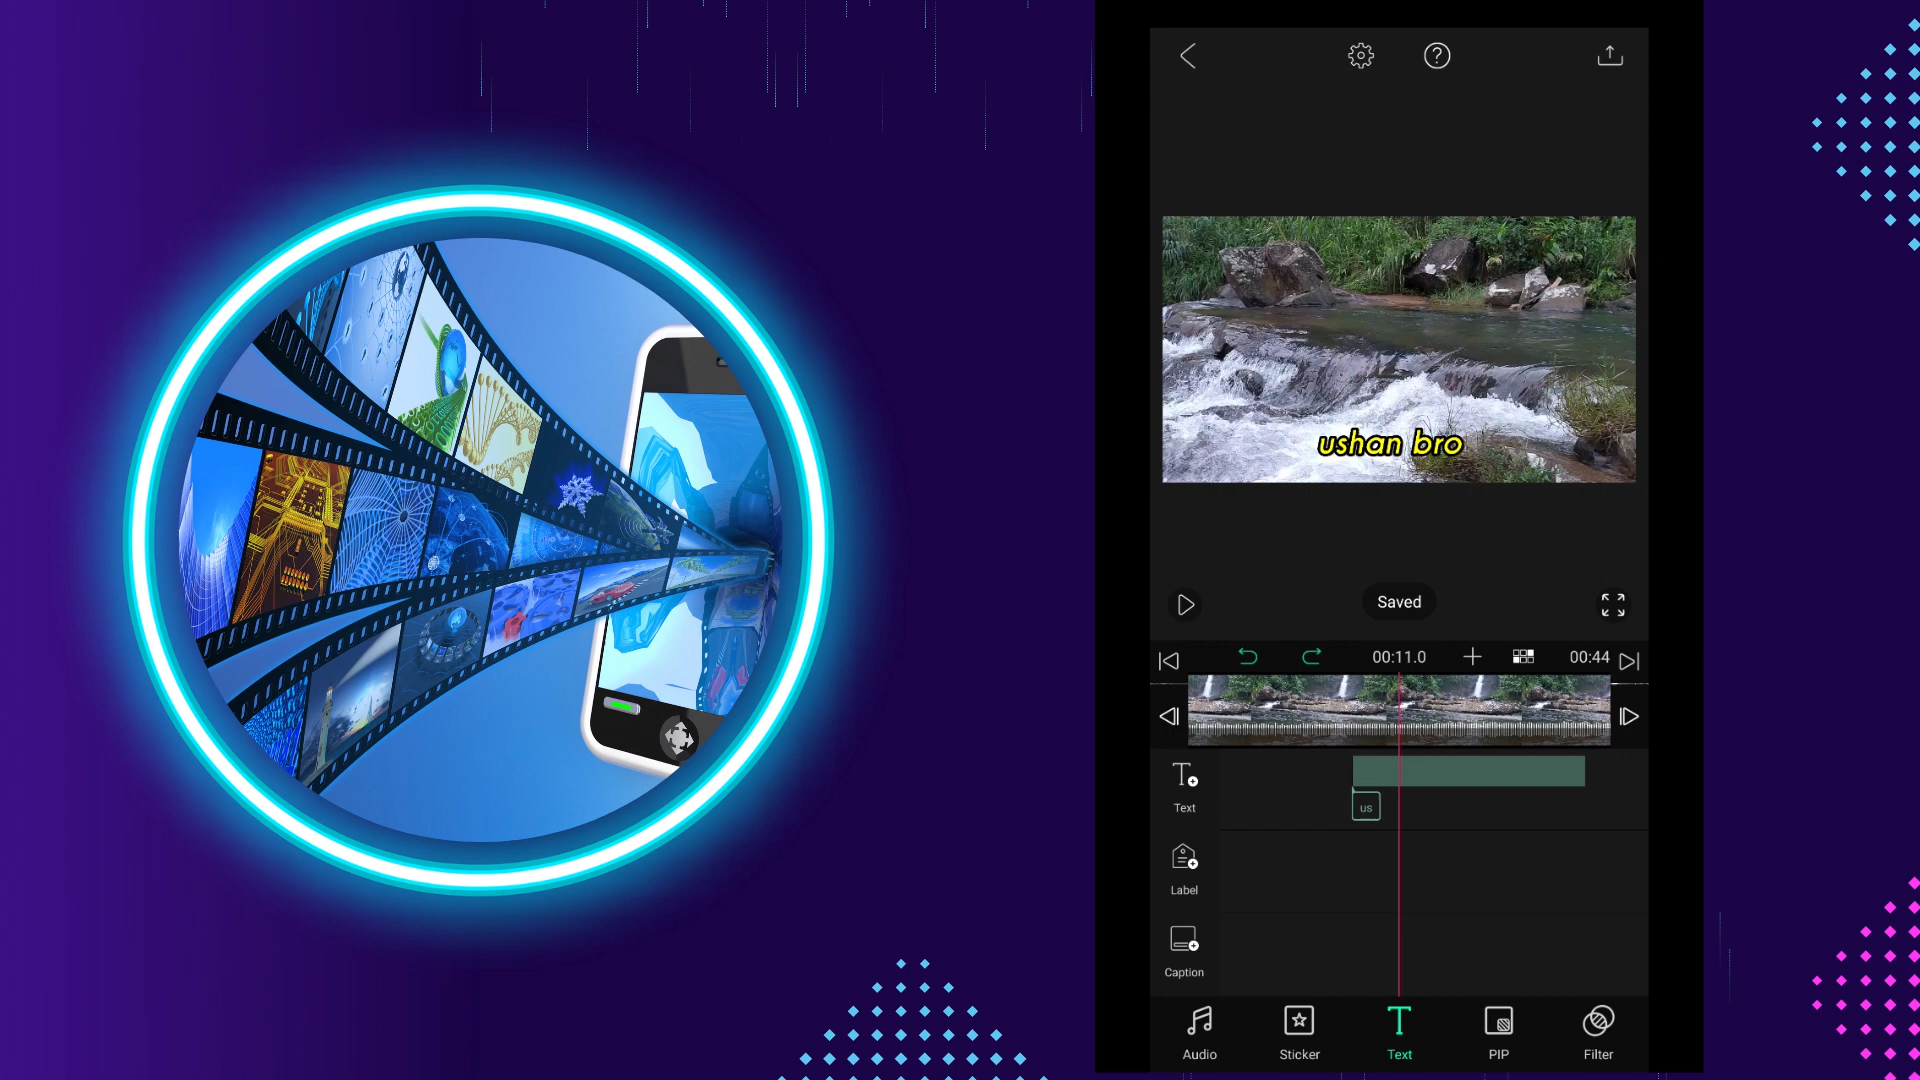 ushan bro
Saved
00:11.0
00:44
Text
us
Label
Caption
Audio
Sticker
Text
PIP
Filter